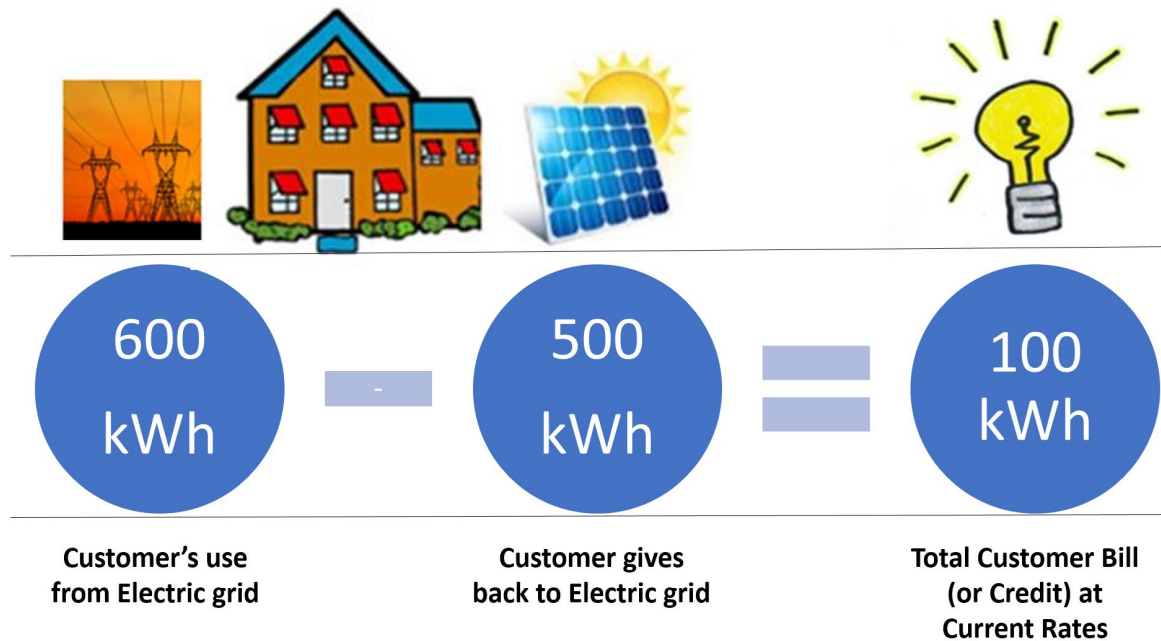 600
kWh
-
500
kWh
100
kWh
Customer’s use
from Electric grid
Customer gives
back to Electric grid
Total Customer Bill
(or Credit) at
Current Rates